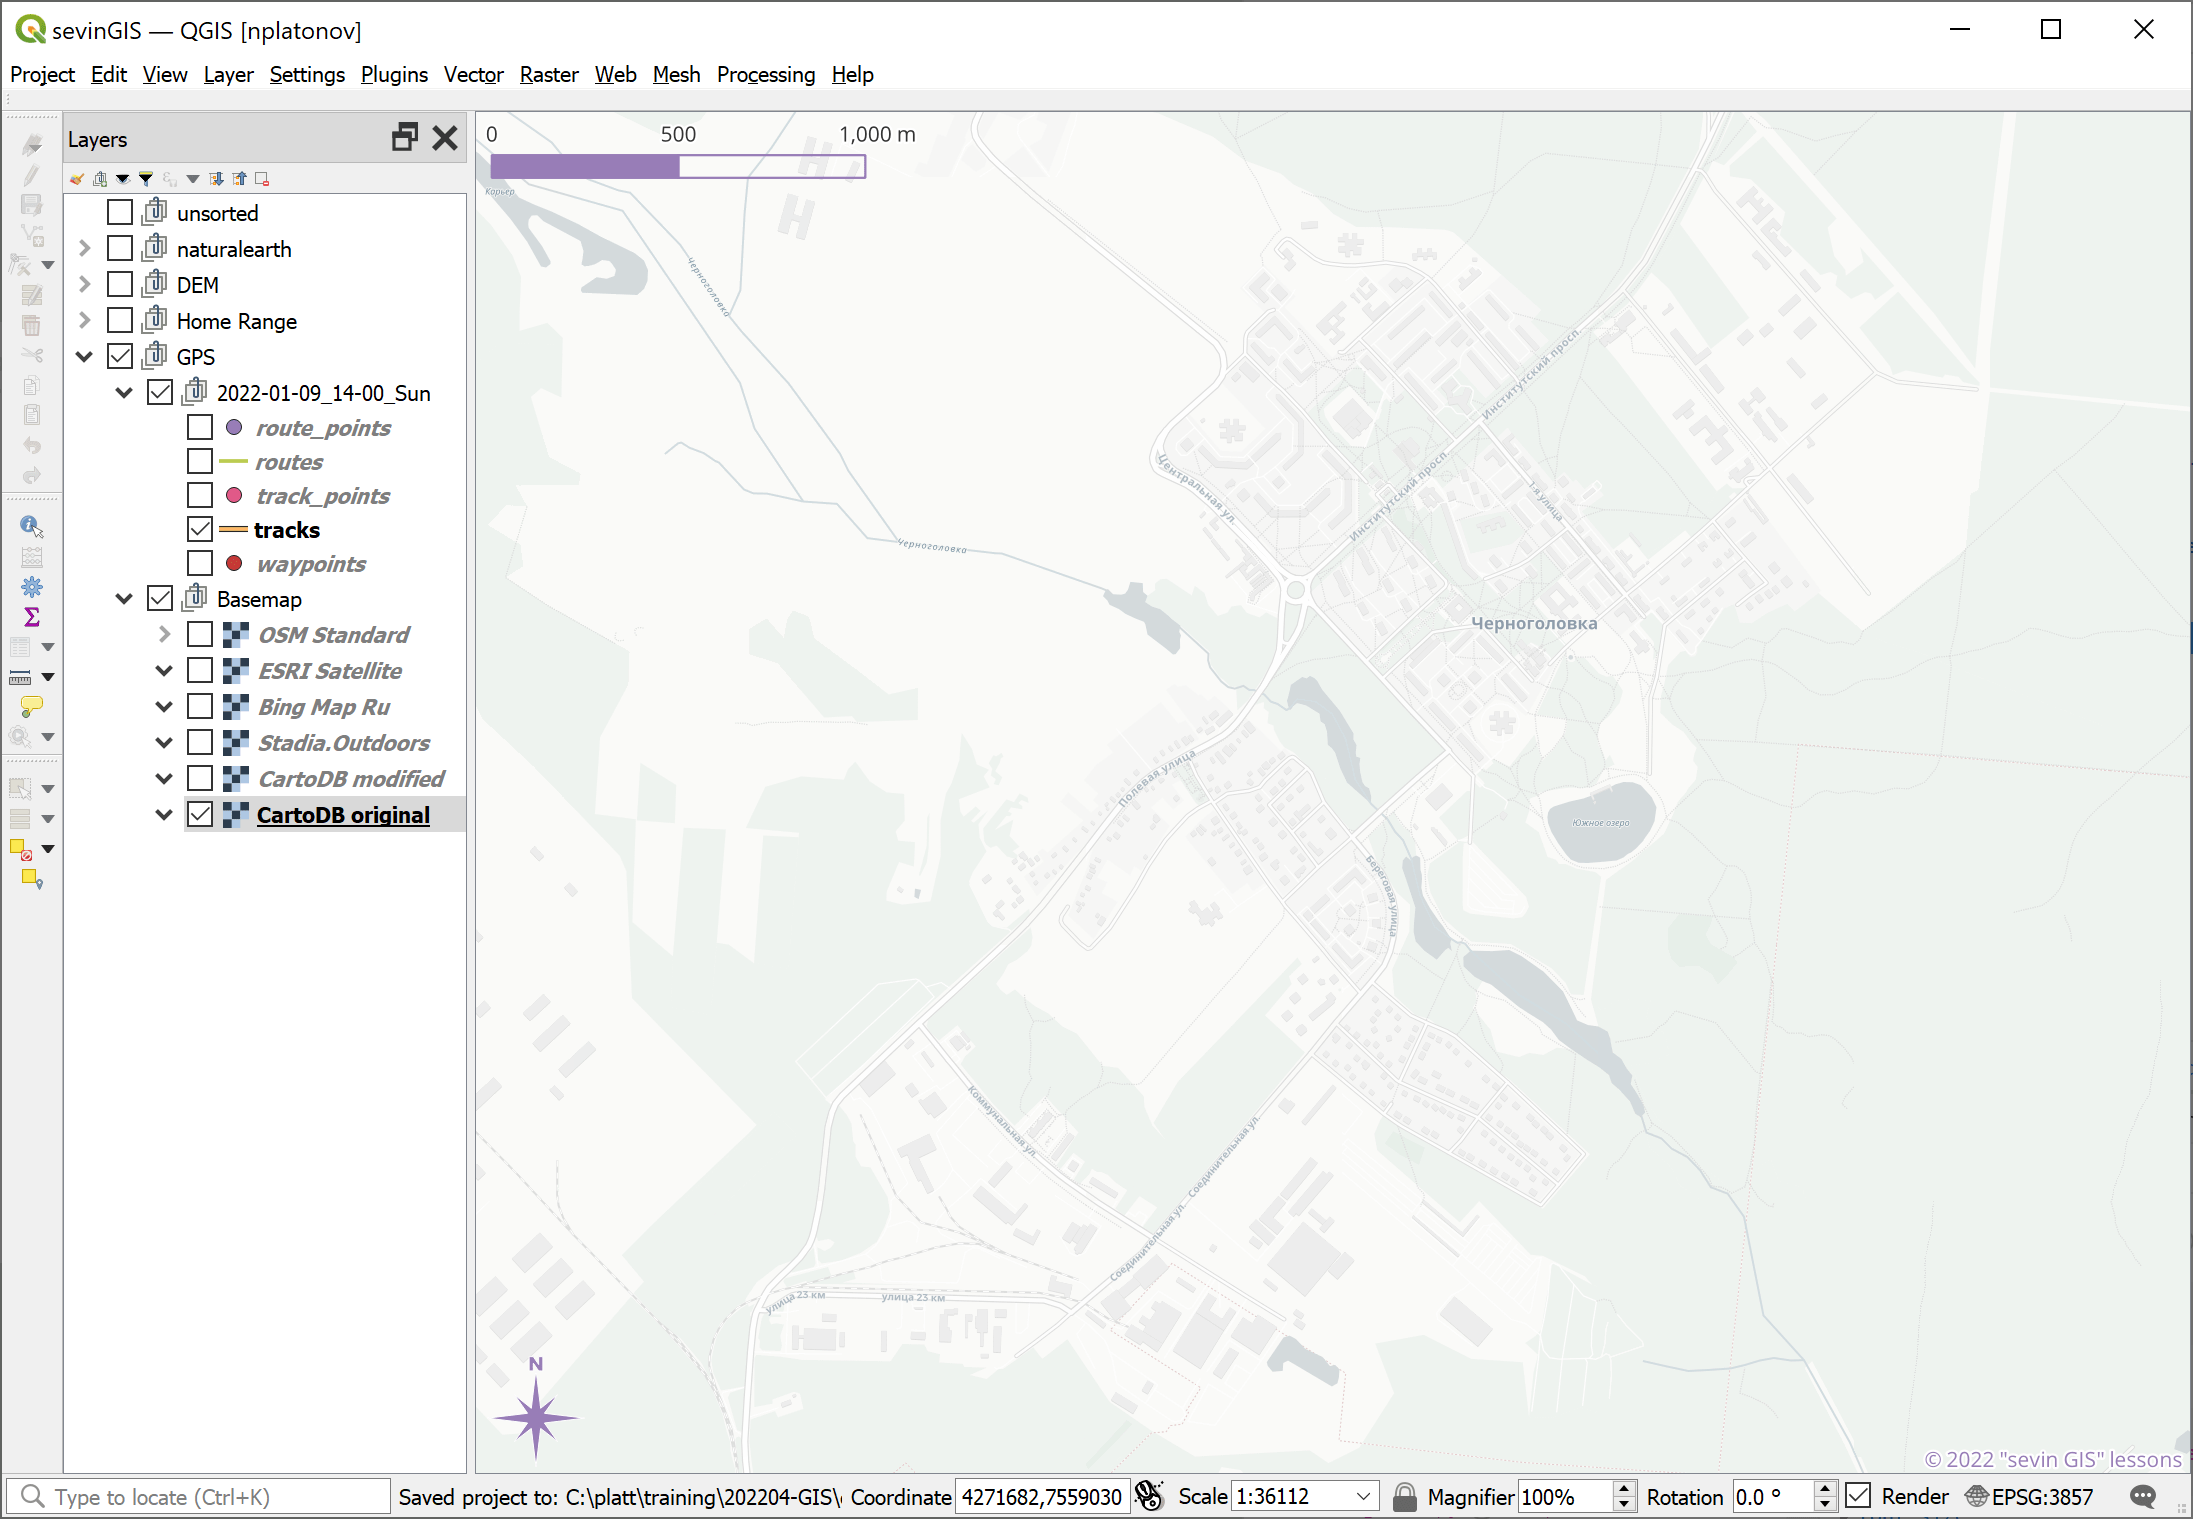 sevinGIS — QGIS [nplatonov]
Project Edit View Layer Settings Plugins Vector Raster Web Mesh Processing Help
Layers
unsorted
naturalearth
DEM
Home Range
GPS
2022-01-09_14-00_Sun
route_points
routes
track_points
tracks
waypoints
Basemap
OSM Standard
ESRI Satellite
Bing Map Ru
Stadia.Outdoors
CartoDB modified
CartoDB original
0 500 1,000 m
Карьер
Черноголовка
Институтский просп.
Центральная ул.
Институтский просп.
1-я улица
Черноголовка
Черноголовка
Полевая улица
Южное озеро
Береговая улица
Коммунальная ул.
Соединительная ул.
Соединительная ул.
улица 23 км
улица 23 км
N
© 2022 "sevin GIS" lessons
Type to locate (Ctrl+K) Saved project to: C:\platt\training\202204-GIS\ Coordinate 4271682,7559030 Scale 1:36112 Magnifier 100% Rotation 0.0 ° Render EPSG:3857